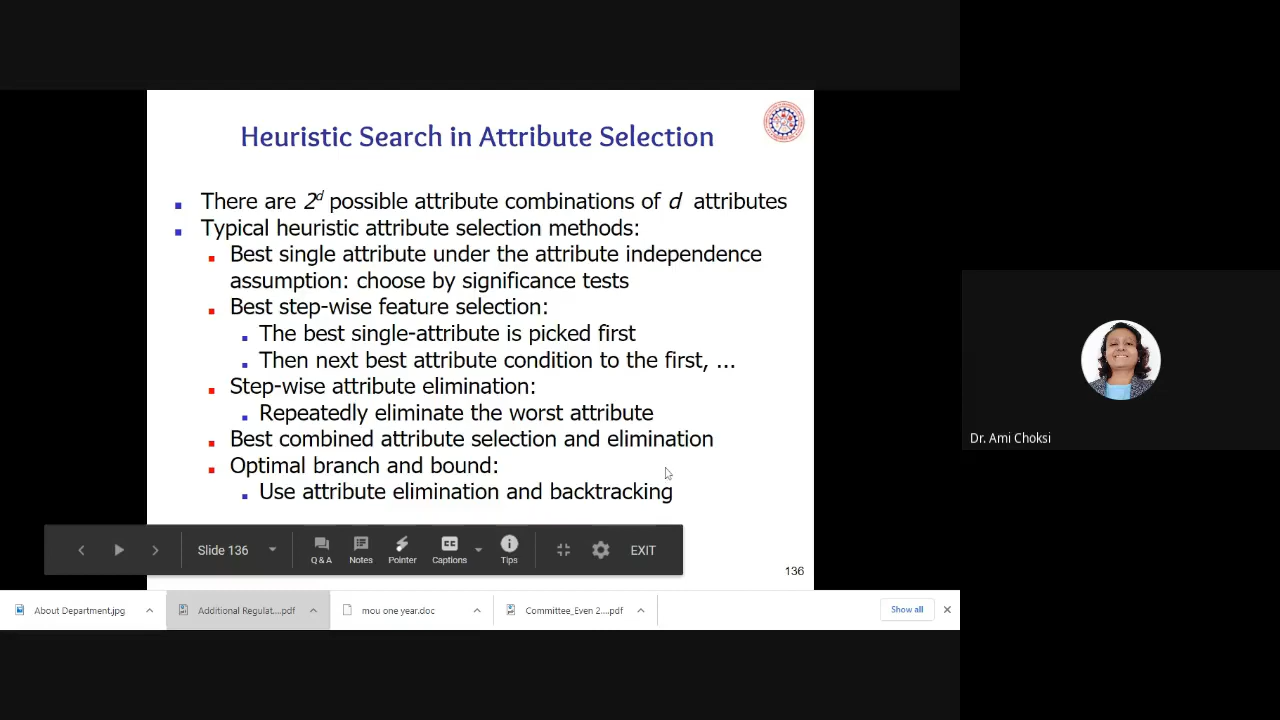 Heuristic Search in Attribute Selection
There are 2^d possible attribute combinations of d attributes
Typical heuristic attribute selection methods:
Best single attribute under the attribute independence
assumption: choose by significance tests
Best step-wise feature selection:
The best single-attribute is picked first
Then next best attribute condition to the first, ...
Step-wise attribute elimination:
Repeatedly eliminate the worst attribute
Best combined attribute selection and elimination
Optimal branch and bound:
Use attribute elimination and backtracking
Slide 136
Q & A
Notes
Pointer
Captions
Tips
EXIT
136
About Department.jpg
Additional Regulat....pdf
mou one year.doc
Committee_Even 2....pdf
Show all
Dr. Ami Choksi